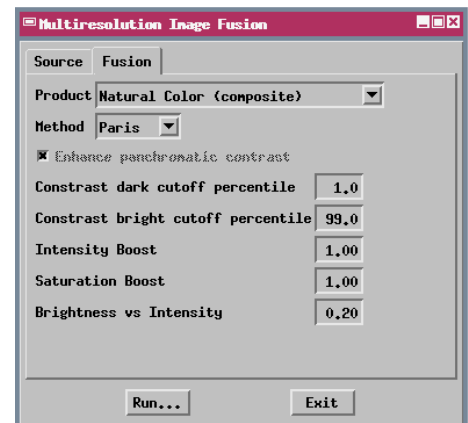 Multiresolution Image Fusion
Source Fusion
Product Natural Color (composite)
Method Paris
Enhance panchromatic contrast
Constrast dark cutoff percentile 1.0
Constrast bright cutoff percentile 99.0
Intensity Boost 1.00
Saturation Boost 1.00
Brightness vs Intensity 0.20
Run... Exit